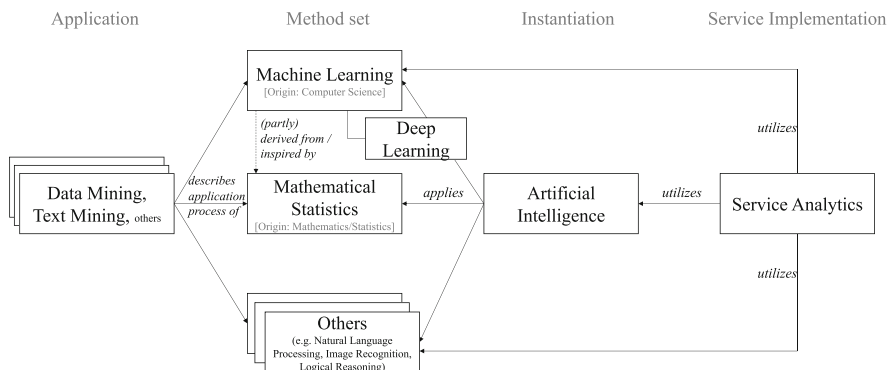 Application
Method set
Instantiation
Service Implementation
Machine Learning
[Origin: Computer Science]
utilizes
(partly)
derived from /
inspired by
Deep
Learning
Data Mining,
Text Mining, others
describes
application
process of
Mathematical
Statistics
[Origin: Mathematics/Statistics]
applies
Artificial
Intelligence
utilizes
Service Analytics
utilizes
Others
(e.g. Natural Language
Processing, Image Recognition,
Logical Reasoning)